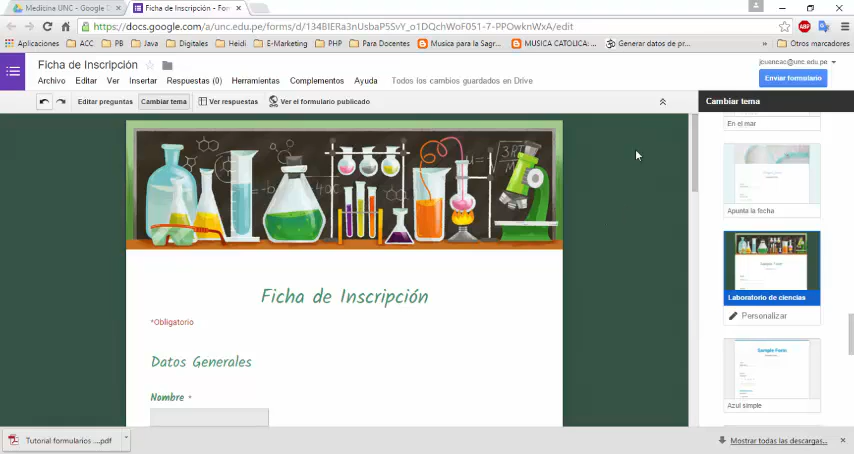 Medicina UNC - Google
Ficha de Inscripción - For
https://docs.google.com/a/unc.edu.pe/forms/d/134BIERa3nUsbaP5SvY_o1DQchWoF051-7-PPOwknWxA/edit
Aplicaciones ACC PB Java Digitales Heidi E-Marketing PHP Para Docentes Musica para la Sagr... MUSICA CATOLICA: ... Generar datos de pr... » Otros marcadores
Ficha de Inscripción
jouencac@unc.edu.pe
Archivo Editar Ver Insertar Respuestas (0) Herramientas Complementos Ayuda Todos los cambios guardados en Drive
Enviar formulario
Editar preguntas Cambiar tema Ver respuestas Ver el formulario publicado
Cambiar tema
En el mar
Apunta la fecha
Sample Form
Laboratorio de ciencias
Personalizar
Sample Form
Azul simple
Ficha de Inscripción
*Obligatorio
Datos Generales
Nombre *
Tutorial formularios ....pdf
Mostrar todas las descargas...